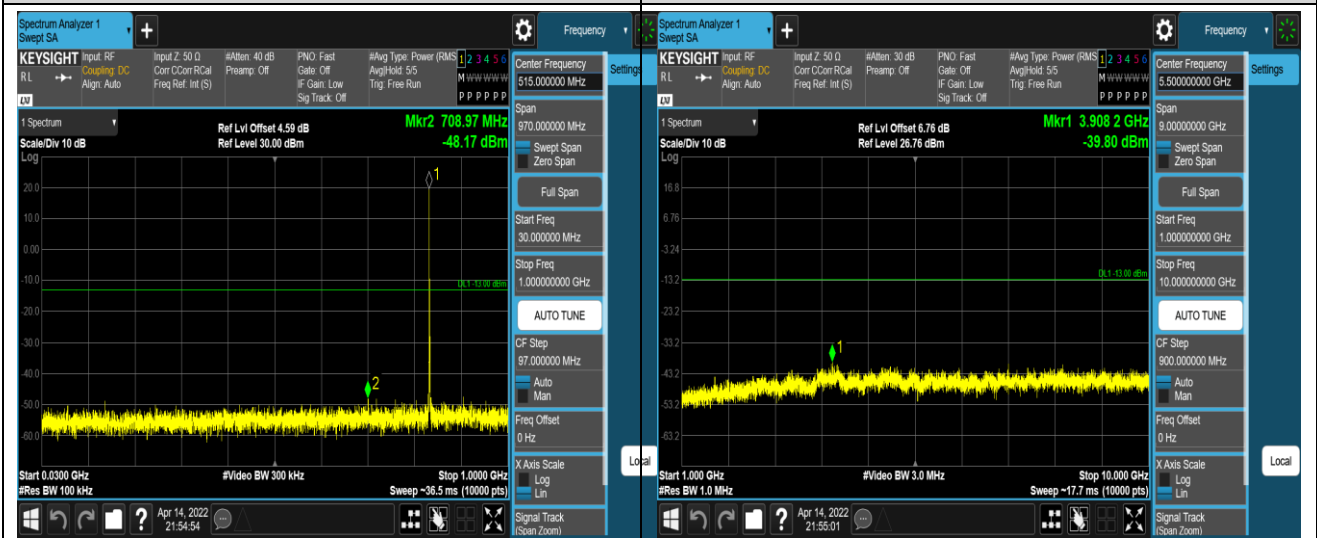 Spectrum Analyzer 1
Swept SA
+
Frequency
KEYSIGHT
RL
LXI
Input: RF
Coupling: DC
Align: Auto
Input Z: 50 Ω
Corr CCorr RCal
Freq Ref: Int (S)
#Atten: 40 dB
Preamp: Off
PNO: Fast
Gate: Off
IF Gain: Low
Sig Track: Off
#Avg Type: Power (RMS
Avg|Hold: 5/5
Trig: Free Run
1 2 3 4 5 6
M W W W W W
P P P P P P
Center Frequency
515.000000 MHz
Settings
Span
970.000000 MHz
Swept Span
Zero Span
Full Span
Start Freq
30.000000 MHz
Stop Freq
1.000000000 GHz
AUTO TUNE
CF Step
97.000000 MHz
Auto
Man
Freq Offset
0 Hz
X Axis Scale
Log
Lin
Local
Signal Track
(Span Zoom)
1 Spectrum
Scale/Div 10 dB
Log
Ref Lvl Offset 4.59 dB
Ref Level 30.00 dBm
Mkr2 708.97 MHz
-48.17 dBm
1
20.0
10.0
0.00
-10.0
DL1 -13.00 dBm
-20.0
-30.0
-40.0
2
-50.0
-60.0
Start 0.0300 GHz
#Res BW 100 kHz
#Video BW 300 kHz
Stop 1.0000 GHz
Sweep ~36.5 ms (10000 pts)
?
Apr 14, 2022
21:54:54
Spectrum Analyzer 1
Swept SA
+
Frequency
KEYSIGHT
RL
LXI
Input: RF
Coupling: DC
Align: Auto
Input Z: 50 Ω
Corr CCorr RCal
Freq Ref: Int (S)
#Atten: 30 dB
Preamp: Off
PNO: Fast
Gate: Off
IF Gain: Low
Sig Track: Off
#Avg Type: Power (RMS
Avg|Hold: 5/5
Trig: Free Run
1 2 3 4 5 6
M W W W W W
P P P P P P
Center Frequency
5.500000000 GHz
Settings
Span
9.00000000 GHz
Swept Span
Zero Span
Full Span
Start Freq
1.000000000 GHz
Stop Freq
10.000000000 GHz
AUTO TUNE
CF Step
900.000000 MHz
Auto
Man
Freq Offset
0 Hz
X Axis Scale
Log
Lin
Local
Signal Track
(Span Zoom)
1 Spectrum
Scale/Div 10 dB
Log
Ref Lvl Offset 6.76 dB
Ref Level 26.76 dBm
Mkr1 3.908 2 GHz
-39.80 dBm
16.8
6.76
-3.24
DL1 -13.00 dBm
-13.2
-23.2
-33.2
1
-43.2
-53.2
-63.2
Start 1.000 GHz
#Res BW 1.0 MHz
#Video BW 3.0 MHz
Stop 10.000 GHz
Sweep ~17.7 ms (10000 pts)
?
Apr 14, 2022
21:55:01